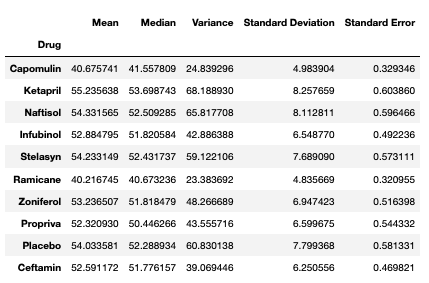 Mean Median Variance Standard Deviation Standard Error
Drug
Capomulin 40.675741 41.557809 24.839296 4.983904 0.329346
Ketapril 55.235638 53.698743 68.188930 8.257659 0.603860
Naftisol 54.331565 52.509285 65.817708 8.112811 0.596466
Infubinol 52.884795 51.820584 42.886388 6.548770 0.492236
Stelasyn 54.233149 52.431737 59.122106 7.689090 0.573111
Ramicane 40.216745 40.673236 23.383692 4.835669 0.320955
Zoniferol 53.236507 51.818479 48.266689 6.947423 0.516398
Propriva 52.320930 50.446266 43.555716 6.599675 0.544332
Placebo 54.033581 52.288934 60.830138 7.799368 0.581331
Ceftamin 52.591172 51.776157 39.069446 6.250556 0.469821